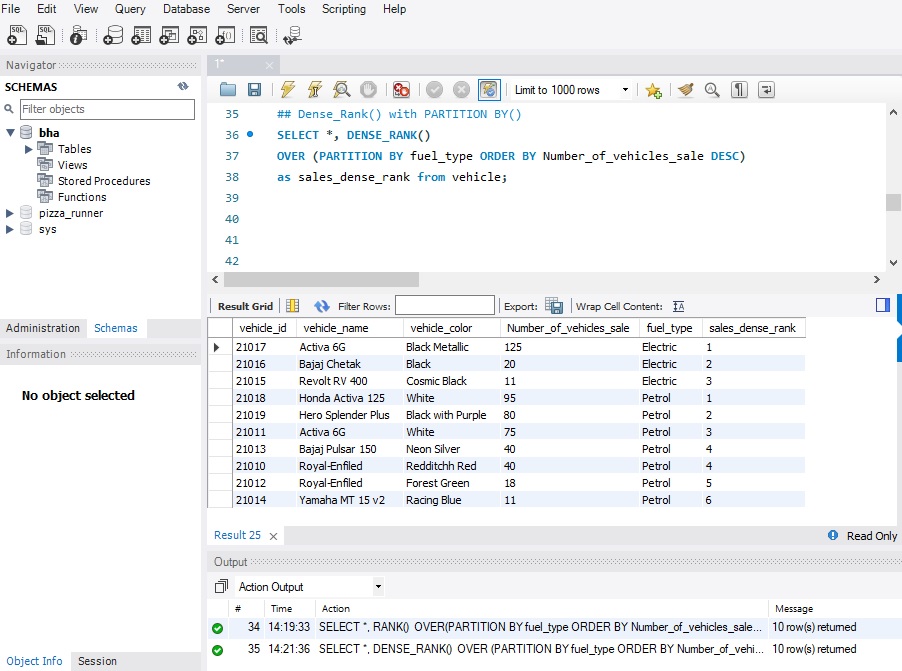 File Edit View Query Database Server Tools Scripting Help
Navigator
SCHEMAS
Filter objects
bha
Tables
Views
Stored Procedures
Functions
pizza_runner
sys
Administration Schemas
Information
No object selected
Object Info Session
1*
Limit to 1000 rows
35 ## Dense_Rank() with PARTITION BY()
36 SELECT *, DENSE_RANK()
37 OVER (PARTITION BY fuel_type ORDER BY Number_of_vehicles_sale DESC)
38 as sales_dense_rank from vehicle;
39
40
41
42
Result Grid Filter Rows: Export: Wrap Cell Content:
vehicle_id vehicle_name vehicle_color Number_of_vehicles_sale fuel_type sales_dense_rank
21017 Activa 6G Black Metallic 125 Electric 1
21016 Bajaj Chetak Black 20 Electric 2
21015 Revolt RV 400 Cosmic Black 11 Electric 3
21018 Honda Activa 125 White 95 Petrol 1
21019 Hero Splender Plus Black with Purple 80 Petrol 2
21011 Activa 6G White 75 Petrol 3
21013 Bajaj Pulsar 150 Neon Silver 40 Petrol 4
21010 Royal-Enfiled Redditchh Red 40 Petrol 4
21012 Royal-Enfiled Forest Green 18 Petrol 5
21014 Yamaha MT 15 v2 Racing Blue 11 Petrol 6
Result 25 Read Only
Output
Action Output
# Time Action Message
34 14:19:33 SELECT *, RANK() OVER(PARTITION BY fuel_type ORDER BY Number_of_vehicles_sale... 10 row(s) returned
35 14:21:36 SELECT *, DENSE_RANK() OVER (PARTITION BY fuel_type ORDER BY Number_of_vehi... 10 row(s) returned